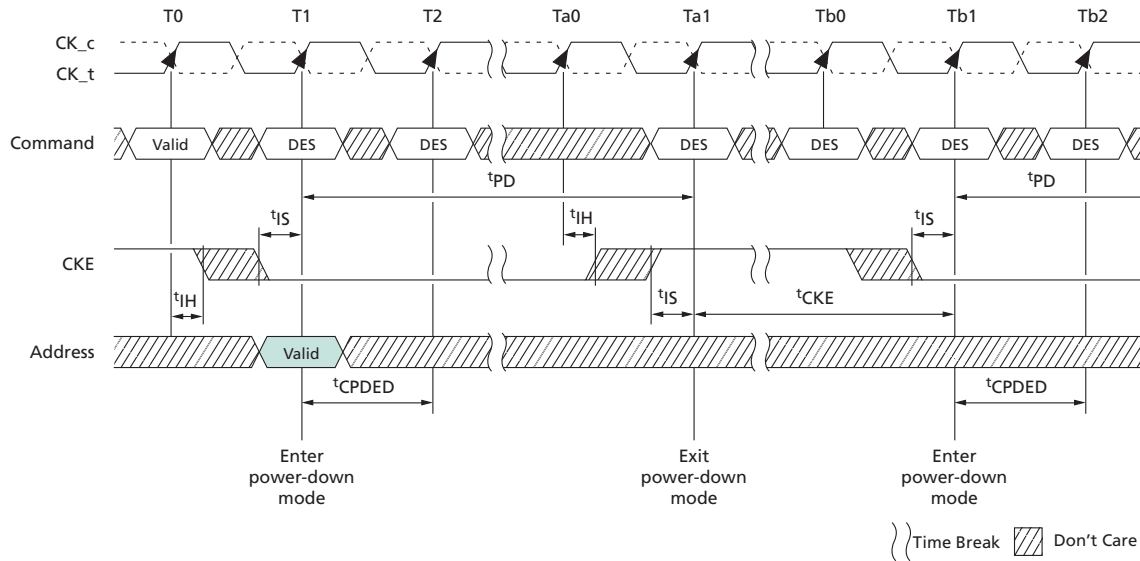 T0 T1 T2 Ta0 Ta1 Tb0 Tb1 Tb2
CK_c
CK_t
Command Valid DES DES DES DES DES DES
tPD tPD
tIS tIH tIS
CKE
tIH tIS tCKE
Address Valid
tCPDED tCPDED
Enter power-down mode
Exit power-down mode
Enter power-down mode
Time Break Don't Care